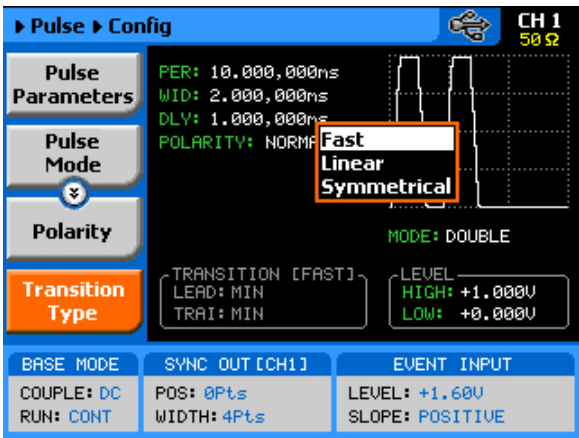 Pulse Config
CH 1
50 Ω
Pulse Parameters
PER: 10.000,000ms
WID: 2.000,000ms
DLY: 1.000,000ms
POLARITY: NORMA
Fast
Linear
Symmetrical
Pulse Mode
Polarity
MODE: DOUBLE
Transition Type
TRANSITION [FAST]
LEAD: MIN
TRAI: MIN
LEVEL
HIGH: +1.000V
LOW: +0.000V
BASE MODE
COUPLE: DC
RUN: CONT
SYNC OUT [CH1]
POS: 0Pts
WIDTH: 4Pts
EVENT INPUT
LEVEL: +1.60V
SLOPE: POSITIVE